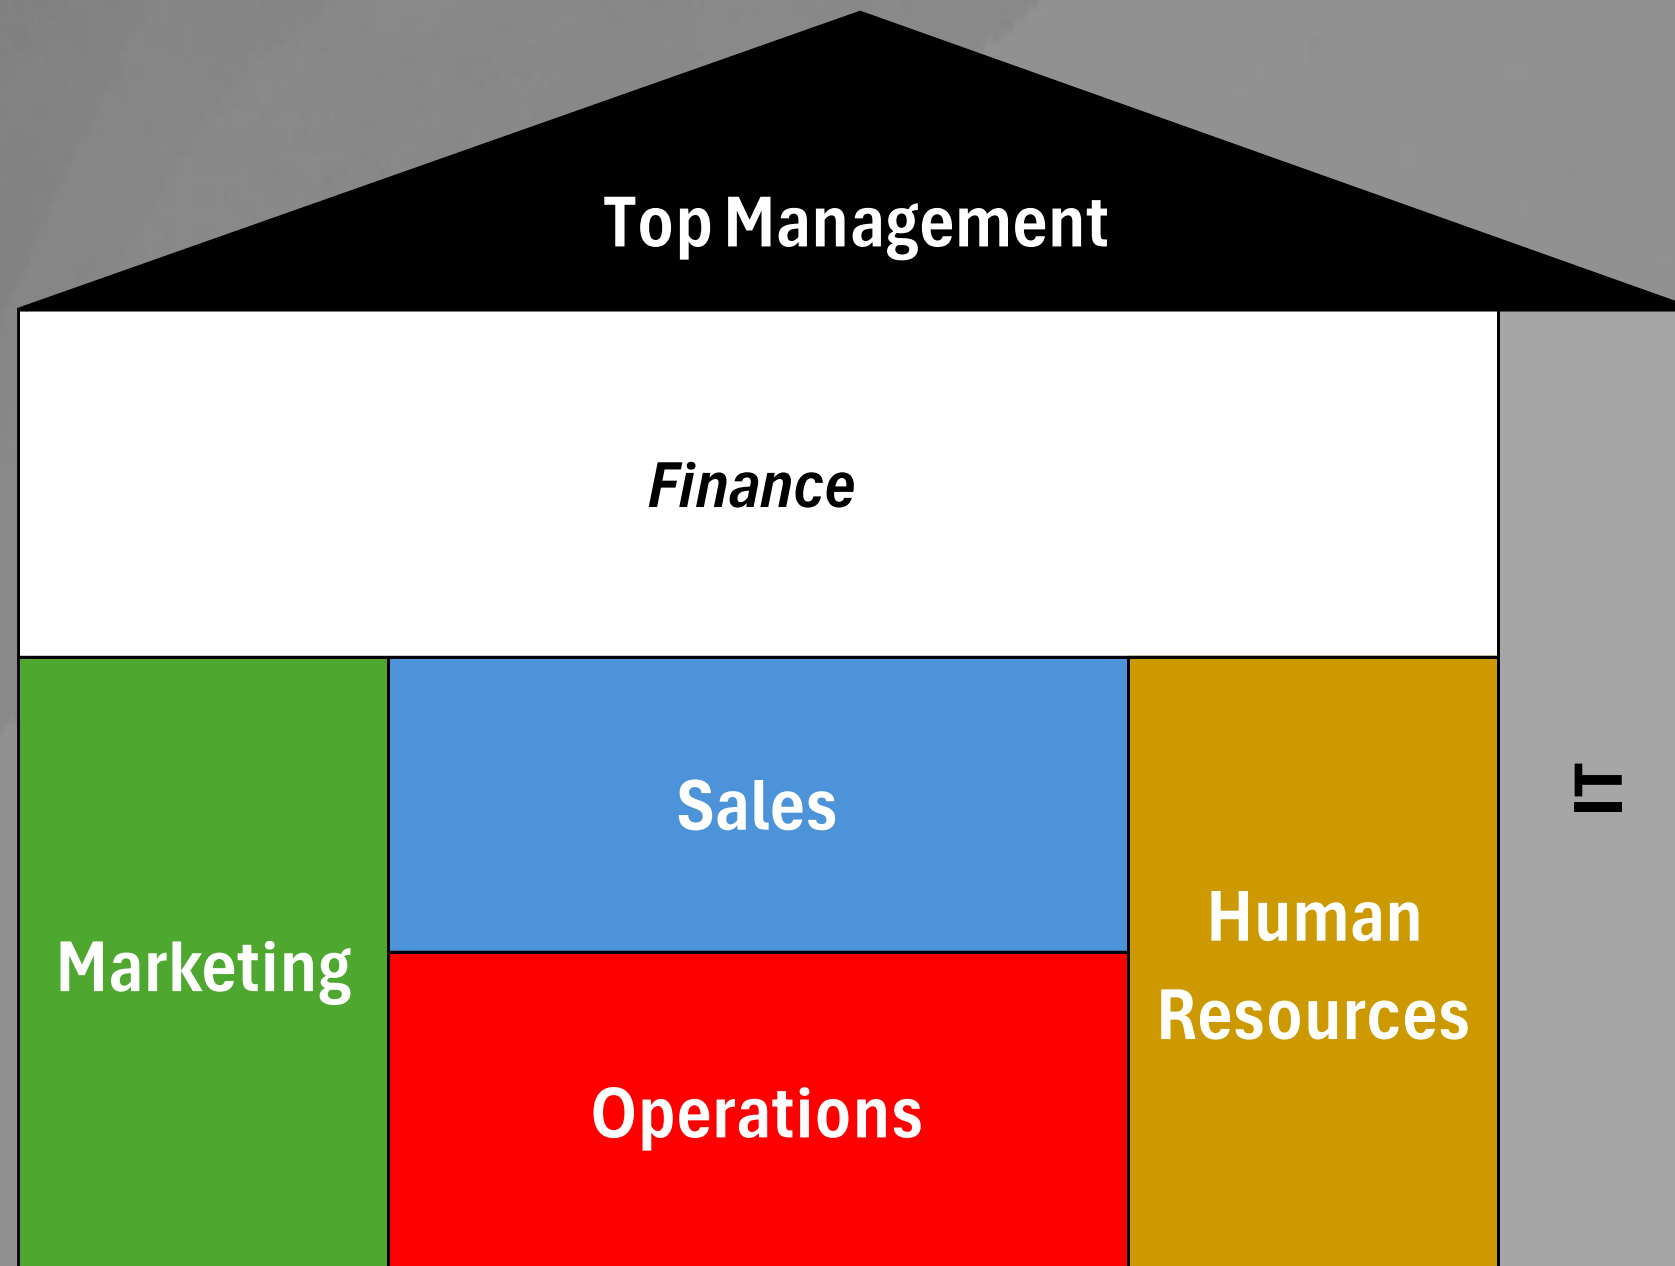 Top Management
Finance
Sales
IT
Human
Resources
Marketing
Operations